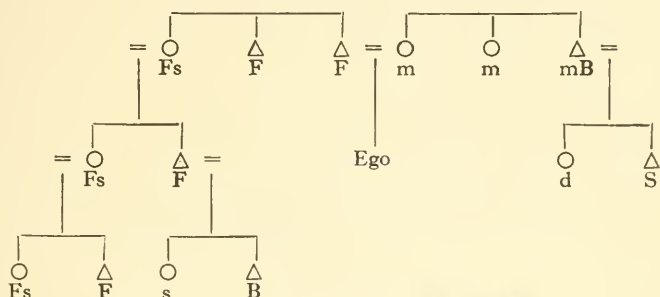 = Fs F F = m m mB =
= Fs F = Ego d S
Fs F s B